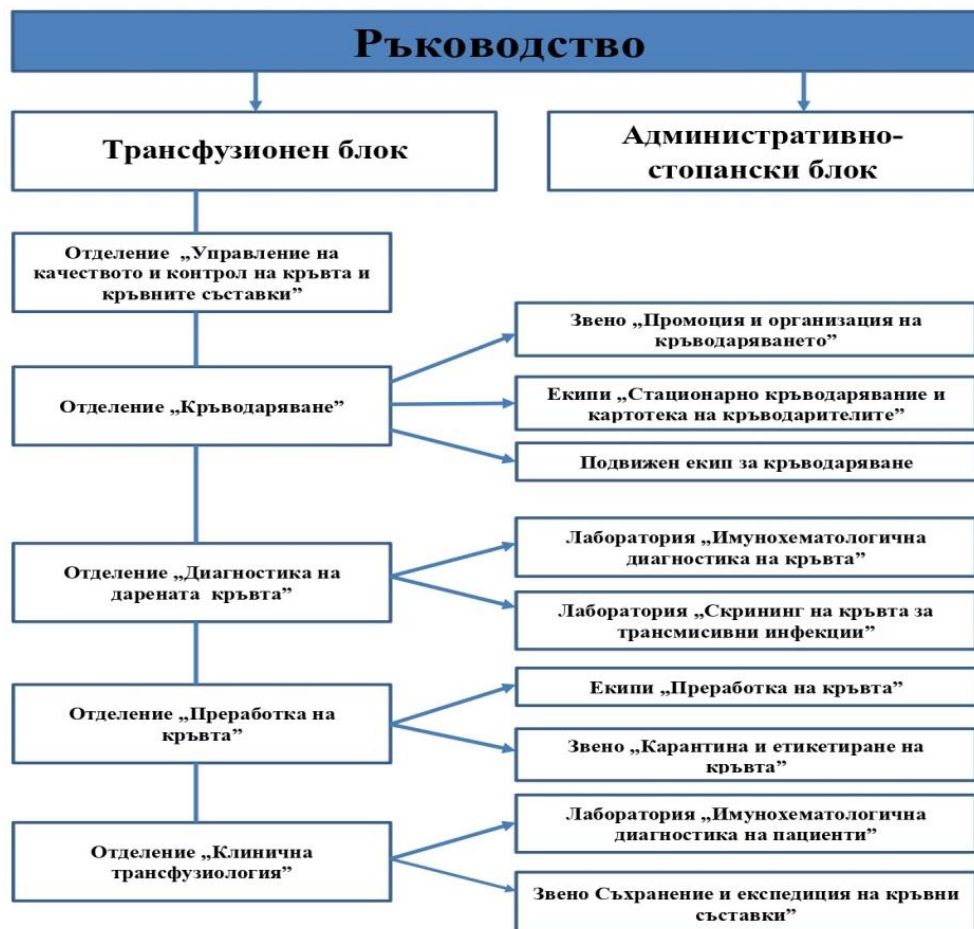 Ръководство
Трансфузионен блок
Административно-
стопански блок
Отделение „Управление на
качеството и контрол на кръвта и
кръвните съставки”
Звено „Промоция и организация на
кръводаряването”
Отделение „Кръводаряване”
Екипи „Стационарно кръводарявание и
картотека на кръводарителите”
Подвижен екип за кръводаряване
Отделение „Диагностика на
дарената кръвта”
Лаборатория „Имунохематологична
диагностика на кръвта”
Лаборатория „Скрининг на кръвта за
трансмисивни инфекции”
Отделение „Преработка на
кръвта”
Екипи „Преработка на кръвта”
Звено „Карантина и етикетиране на
кръвта”
Отделение „Клинична
трансфузиология”
Лаборатория „Имунохематологична
диагностика на пациенти”
Звено Съхранение и експедиция на кръвни
съставки”